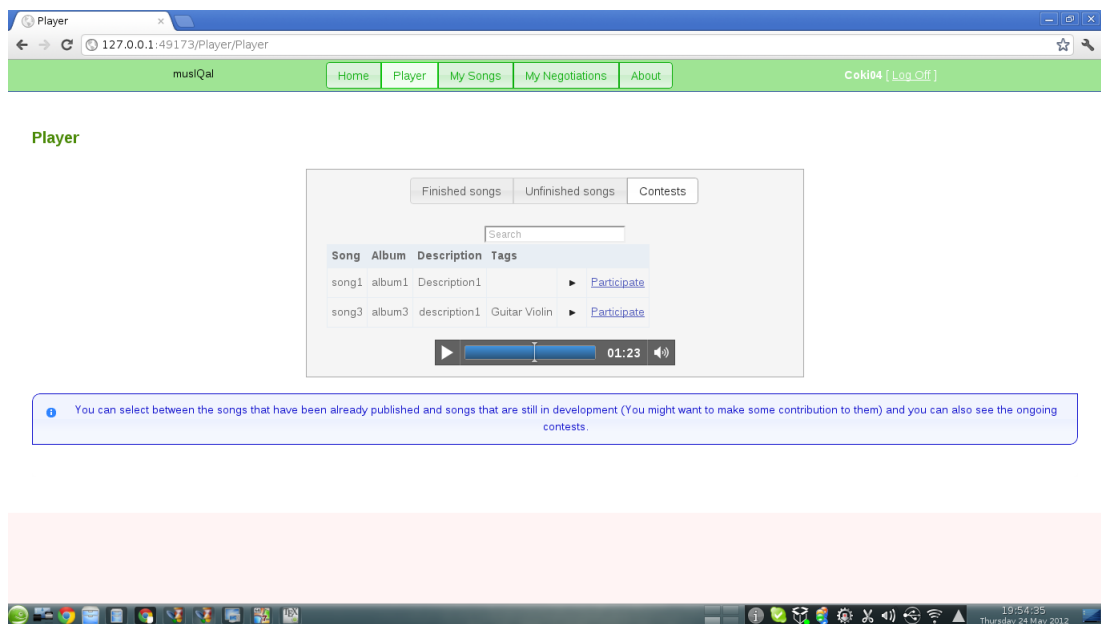 Player
127.0.0.1:49173/Player/Player
musIQal Home Player My Songs My Negotiations About Coki04 [ Log Off ]
Player
Finished songs Unfinished songs Contests
Search
Song Album Description Tags
song1 album1 Description1 Participate
song3 album3 description1 Guitar Violin Participate
01:23
You can select between the songs that have been already published and songs that are still in development (You might want to make some contribution to them) and you can also see the ongoing
contests.
19:54:35
Thursday 24 May 2012